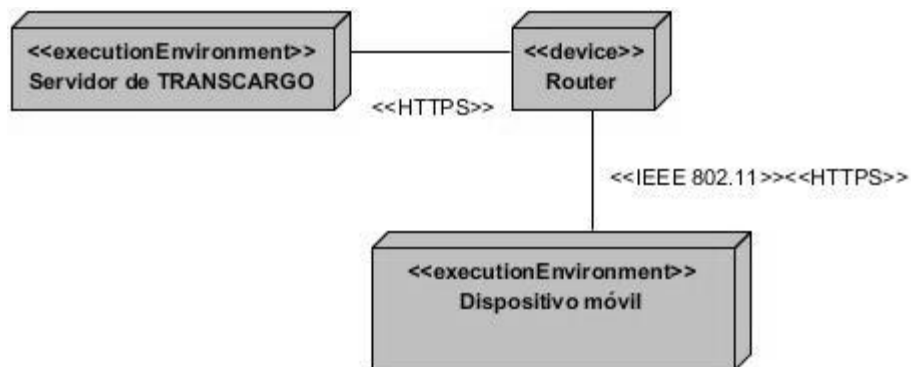 <<executionEnvironment>>
Servidor de TRANSCARGO
<<device>>
Router
<<HTTPS>>
<<IEEE 802.11>><<HTTPS>>
<<executionEnvironment>>
Dispositivo móvil